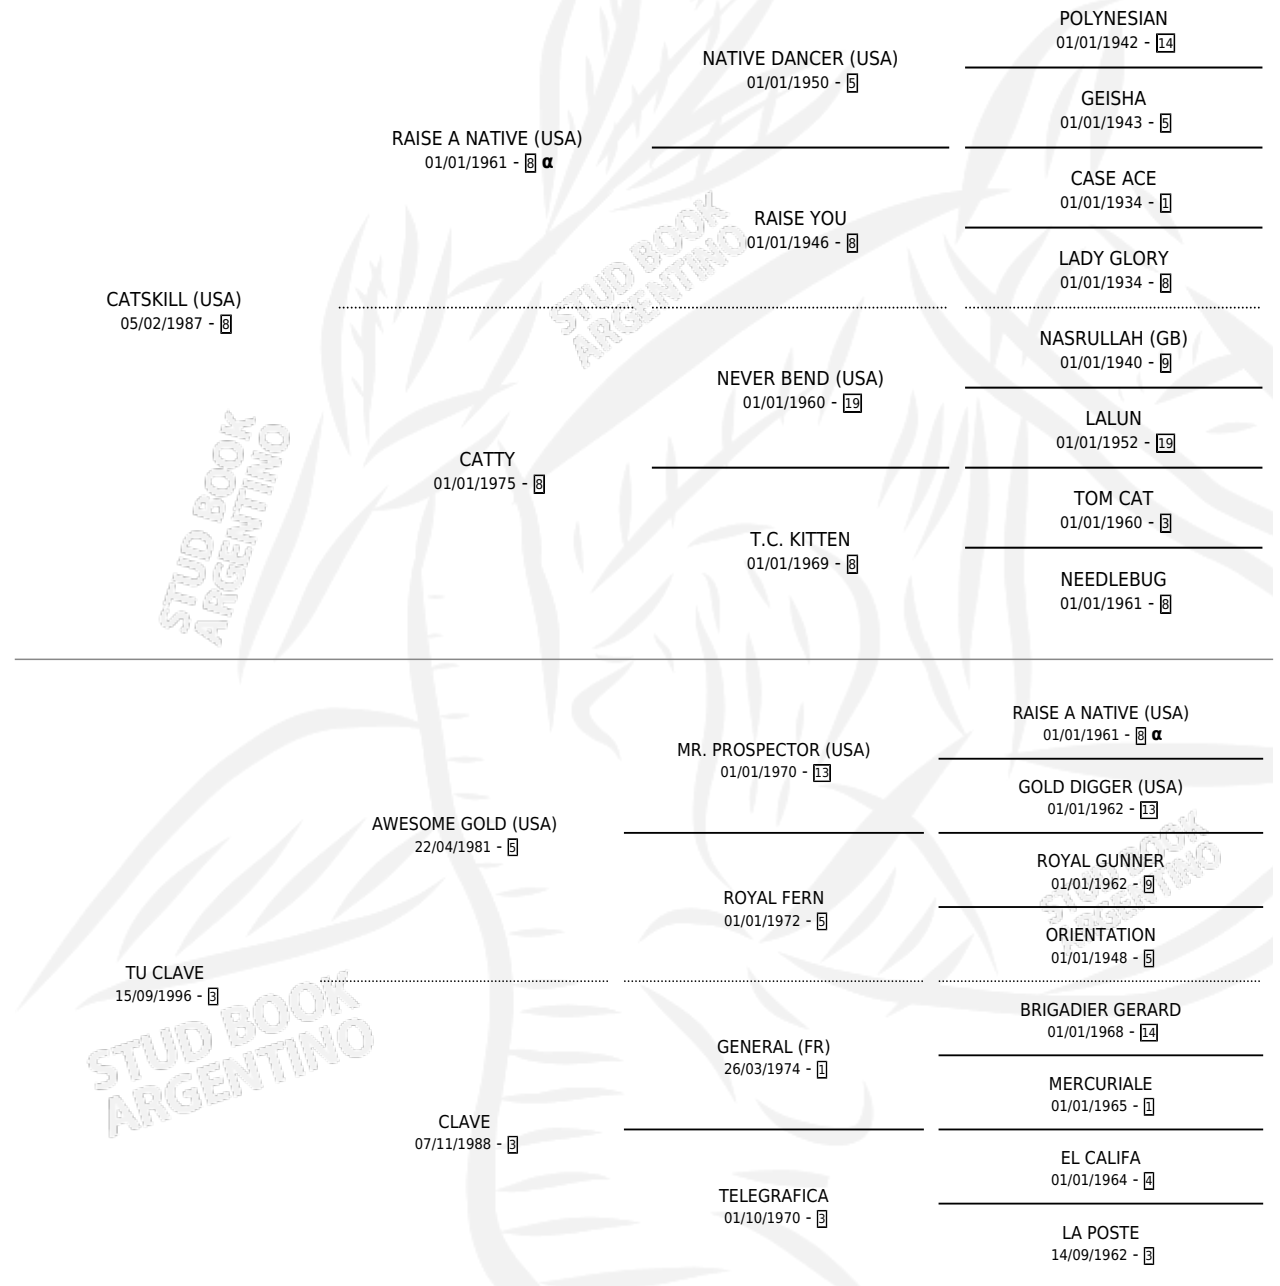 POLYNESIAN
01/01/1942 - 14
NATIVE DANCER (USA)
01/01/1950 - 5
GEISHA
01/01/1943 - 5
RAISE A NATIVE (USA)
01/01/1961 - 8 α
CASE ACE
01/01/1934 - 1
RAISE YOU
01/01/1946 - 8
LADY GLORY
01/01/1934 - 8
CATSKILL (USA)
05/02/1987 - 8
NASRULLAH (GB)
01/01/1940 - 9
NEVER BEND (USA)
01/01/1960 - 19
LALUN
01/01/1952 - 19
CATTY
01/01/1975 - 8
TOM CAT
01/01/1960 - 3
T.C. KITTEN
01/01/1969 - 8
NEEDLEBUG
01/01/1961 - 8
RAISE A NATIVE (USA)
01/01/1961 - 8 α
MR. PROSPECTOR (USA)
01/01/1970 - 13
GOLD DIGGER (USA)
01/01/1962 - 13
AWESOME GOLD (USA)
22/04/1981 - 5
ROYAL GUNNER
01/01/1962 - 9
ROYAL FERN
01/01/1972 - 5
ORIENTATION
01/01/1948 - 5
TU CLAVE
15/09/1996 - 3
BRIGADIER GERARD
01/01/1968 - 14
GENERAL (FR)
26/03/1974 - 1
MERCURIALE
01/01/1965 - 1
CLAVE
07/11/1988 - 3
EL CALIFA
01/01/1964 - 4
TELEGRAFICA
01/10/1970 - 3
LA POSTE
14/09/1962 - 3
STUD BOOK
ARGENTINO
STUD BOOK
ARGENTINO
STUD BOOK
ARGENTINO
STUD BOOK
ARGENTINO